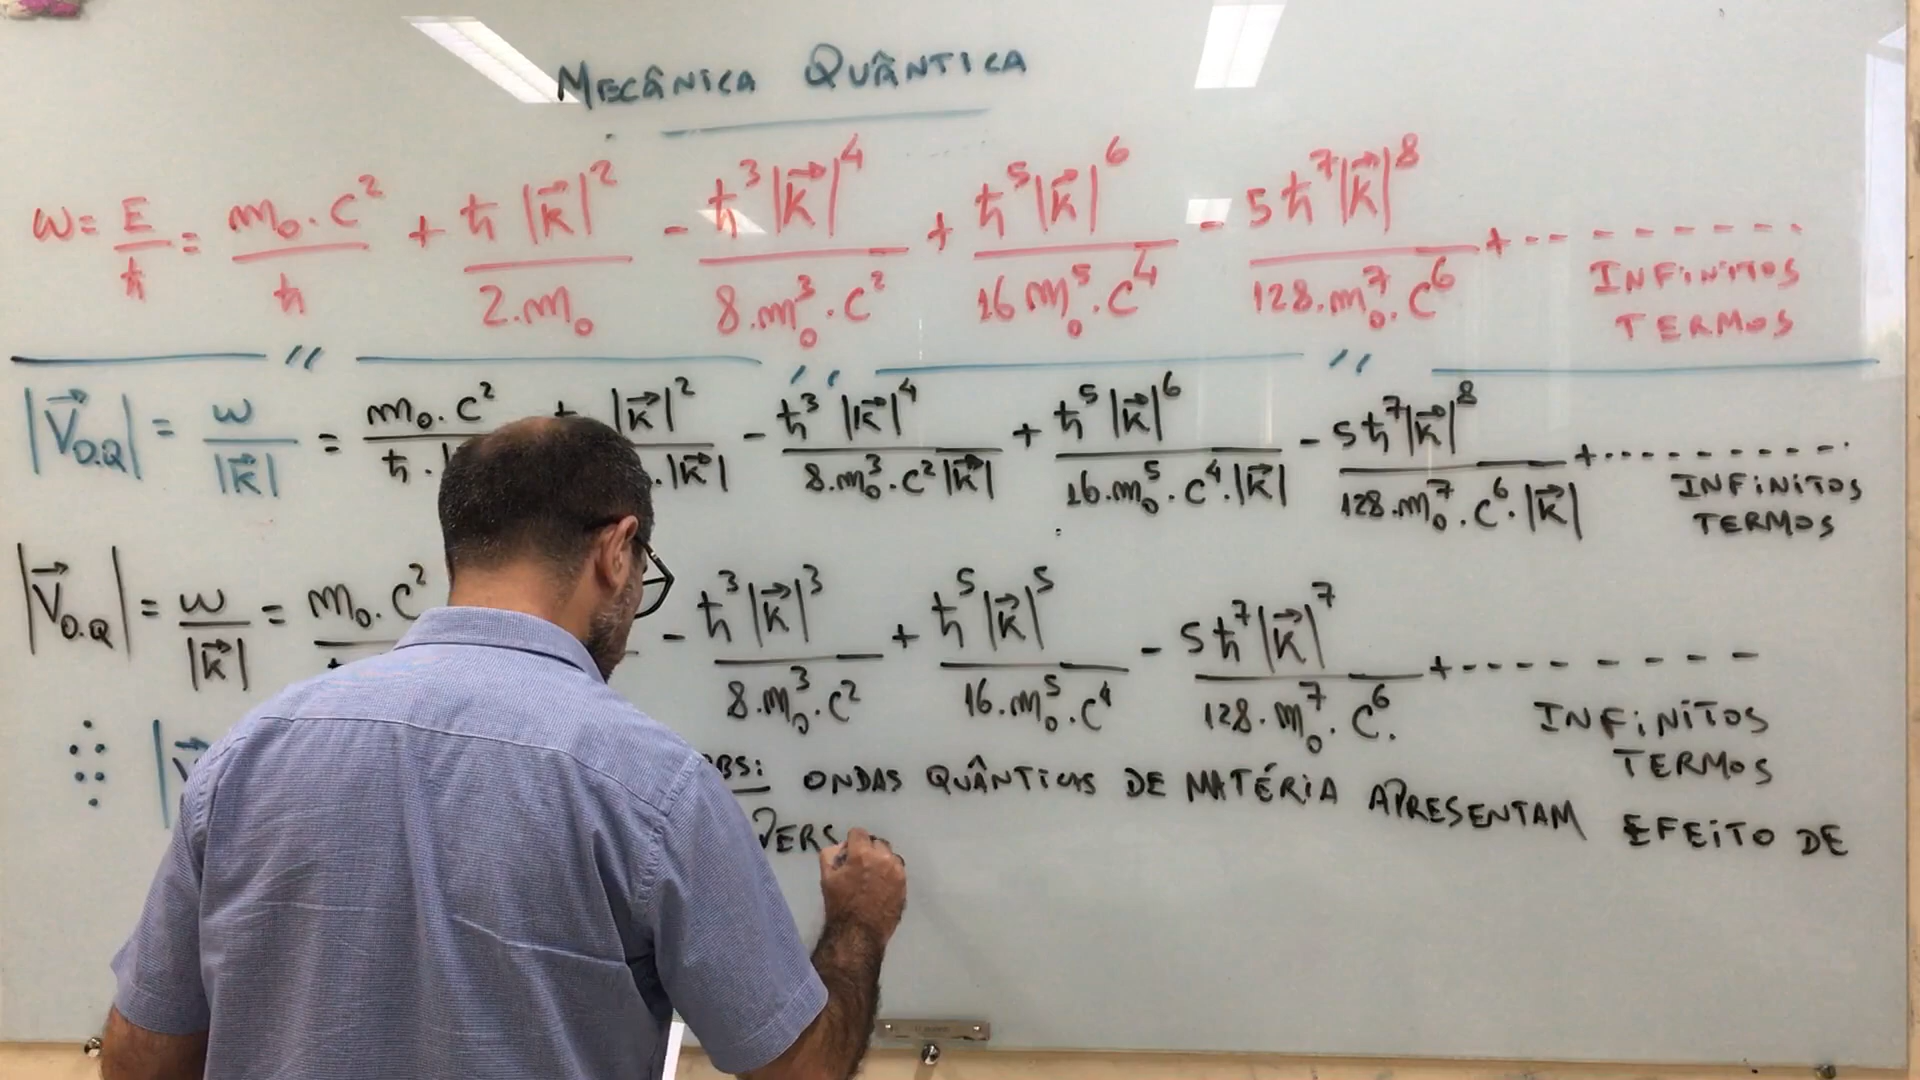 MECÂNICA QUÂNTICA
ω = E/ħ = m₀.c²/ħ + ħ|k⃗|²/2.m₀ - ħ³|k⃗|⁴/8.m₀³.c² + ħ⁵|k⃗|⁶/16m₀⁵.c⁴ - 5ħ⁷|k⃗|⁸/128.m₀⁷.c⁶ + ---------
INFINITOS
TERMOS
|V⃗O.Q| = ω/|k⃗| = m₀.c²/ħ.| |k⃗|²/.|k⃗| - ħ³|k⃗|⁴/8.m₀³.c²|k⃗| + ħ⁵|k⃗|⁶/16.m₀⁵.c⁴.|k⃗| - 5ħ⁷|k⃗|⁸/128.m₀⁷.c⁶.|k⃗| + ----------
INFINITOS
TERMOS
|V⃗O.Q| = ω/|k⃗| = m₀.c² - ħ³|k⃗|³/8.m₀³.c² + ħ⁵|k⃗|⁵/16.m₀⁵.c⁴ - 5ħ⁷|k⃗|⁷/128.m₀⁷.c⁶. + ---------
INFINITOS
TERMOS
OBS: ONDAS QUÂNTICAS DE MATÉRIA APRESENTAM EFEITO DE